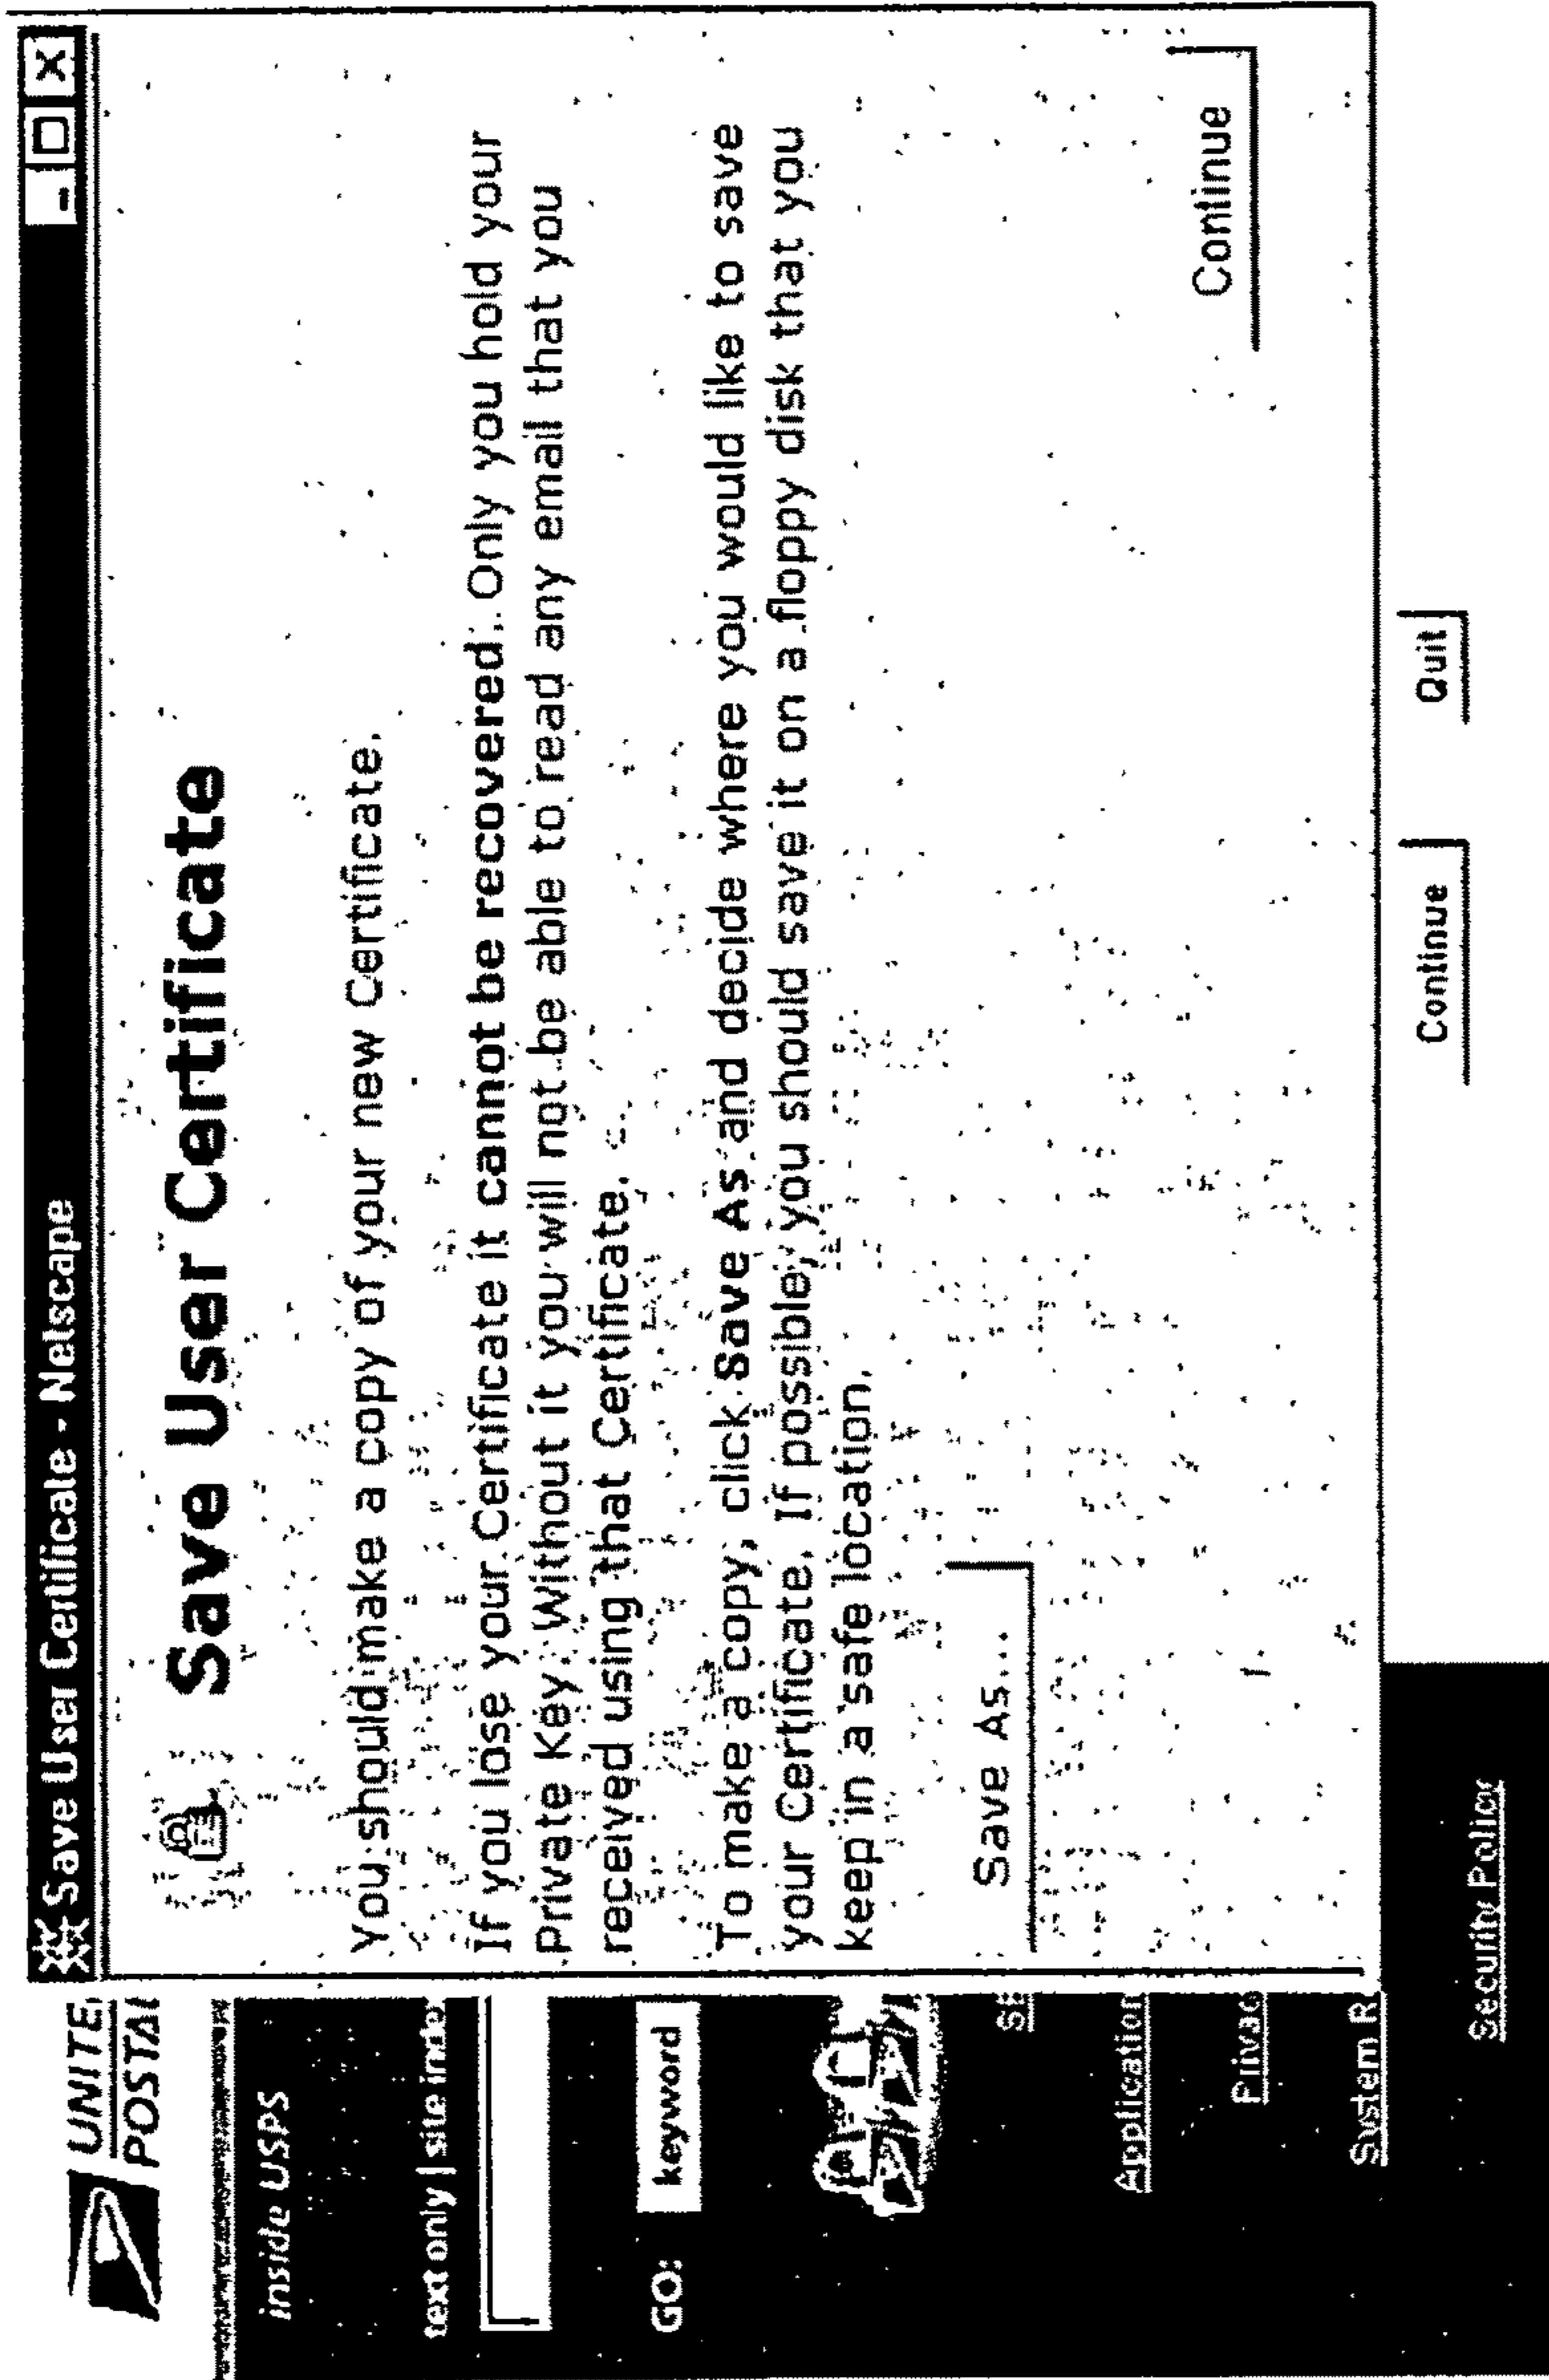 Save User Certificate - Netscape
Save User Certificate
You should make a copy of your new Certificate.
If you lose your Certificate it cannot be recovered. Only you hold your
Private Key. Without it you will not be able to read any email that you
received using that Certificate.
To make a copy, click Save As and decide where you would like to save
your Certificate. If possible, you should save it on a floppy disk that you
keep in a safe location.
Save As...
Continue
Continue
Quit
UNITE
POSTAL
inside USPS
text only | site inde
GO:
keyword
Application
Privac
System R
Security Policy